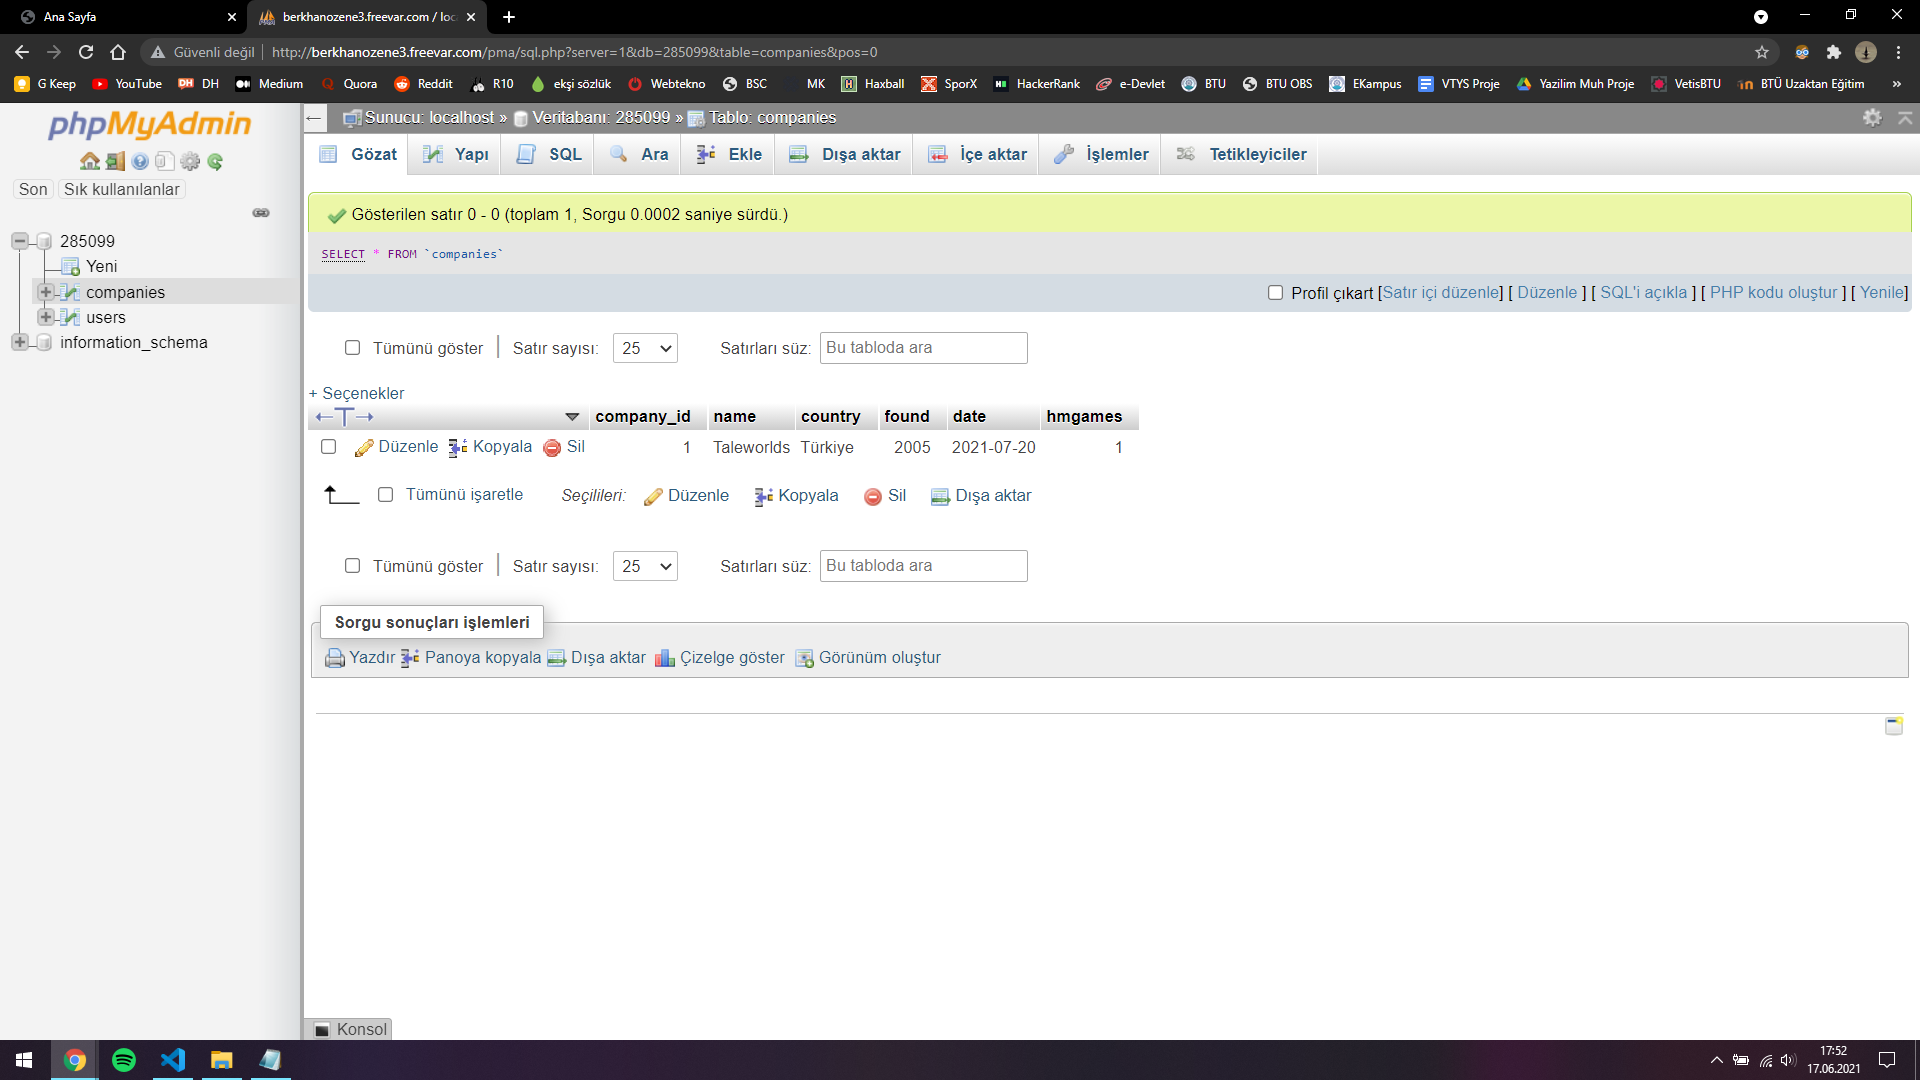 Ana Sayfa
berkhanozene3.freevar.com / loc
Güvenli değil
http://berkhanozene3.freevar.com/pma/sql.php?server=1&db=285099&table=companies&pos=0
G Keep YouTube DH Medium Quora Reddit R10 ekşi sözlük Webtekno BSC MK Haxball SporX HackerRank e-Devlet BTU BTU OBS EKampus VTYS Proje Yazilim Muh Proje VetisBTU BTÜ Uzaktan Eğitim »
phpMyAdmin
Son Sık kullanılanlar
285099
Yeni
companies
users
information_schema
Sunucu: localhost » Veritabanı: 285099 » Tablo: companies
Gözat Yapı SQL Ara Ekle Dışa aktar İçe aktar İşlemler Tetikleyiciler
Gösterilen satır 0 - 0 (toplam 1, Sorgu 0.0002 saniye sürdü.)
SELECT * FROM `companies`
Profil çıkart [Satır içi düzenle] [ Düzenle ] [ SQL'i açıkla ] [ PHP kodu oluştur ] [ Yenile]
Tümünü göster Satır sayısı: 25 Satırları süz: Bu tabloda ara
+ Seçenekler
company_id name country found date hmgames
Düzenle Kopyala Sil 1 Taleworlds Türkiye 2005 2021-07-20 1
Tümünü işaretle Seçilileri: Düzenle Kopyala Sil Dışa aktar
Tümünü göster Satır sayısı: 25 Satırları süz: Bu tabloda ara
Sorgu sonuçları işlemleri
Yazdır Panoya kopyala Dışa aktar Çizelge göster Görünüm oluştur
Konsol
17:52
17.06.2021